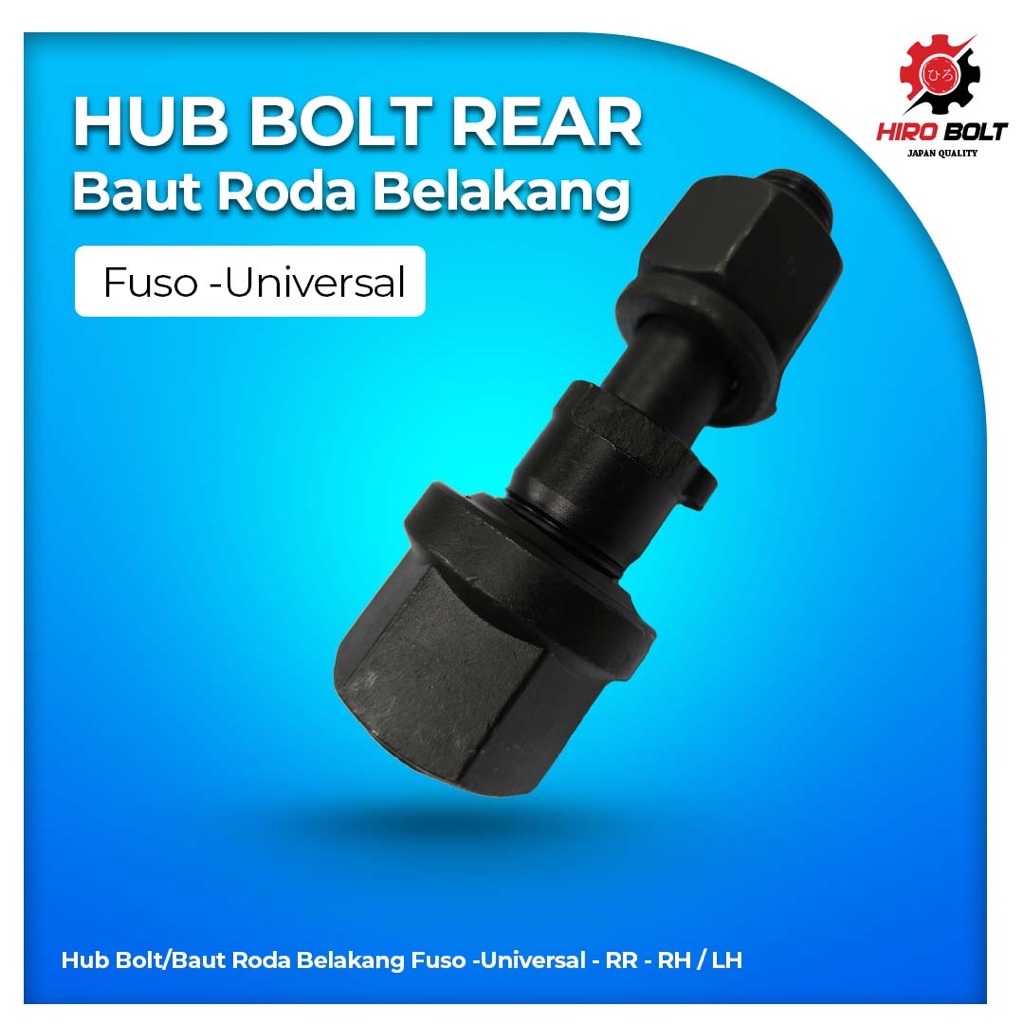 HUB BOLT REAR
Baut Roda Belakang
Fuso -Universal
ひろ
HIRO BOLT
JAPAN QUALITY
Hub Bolt/Baut Roda Belakang Fuso -Universal - RR - RH / LH